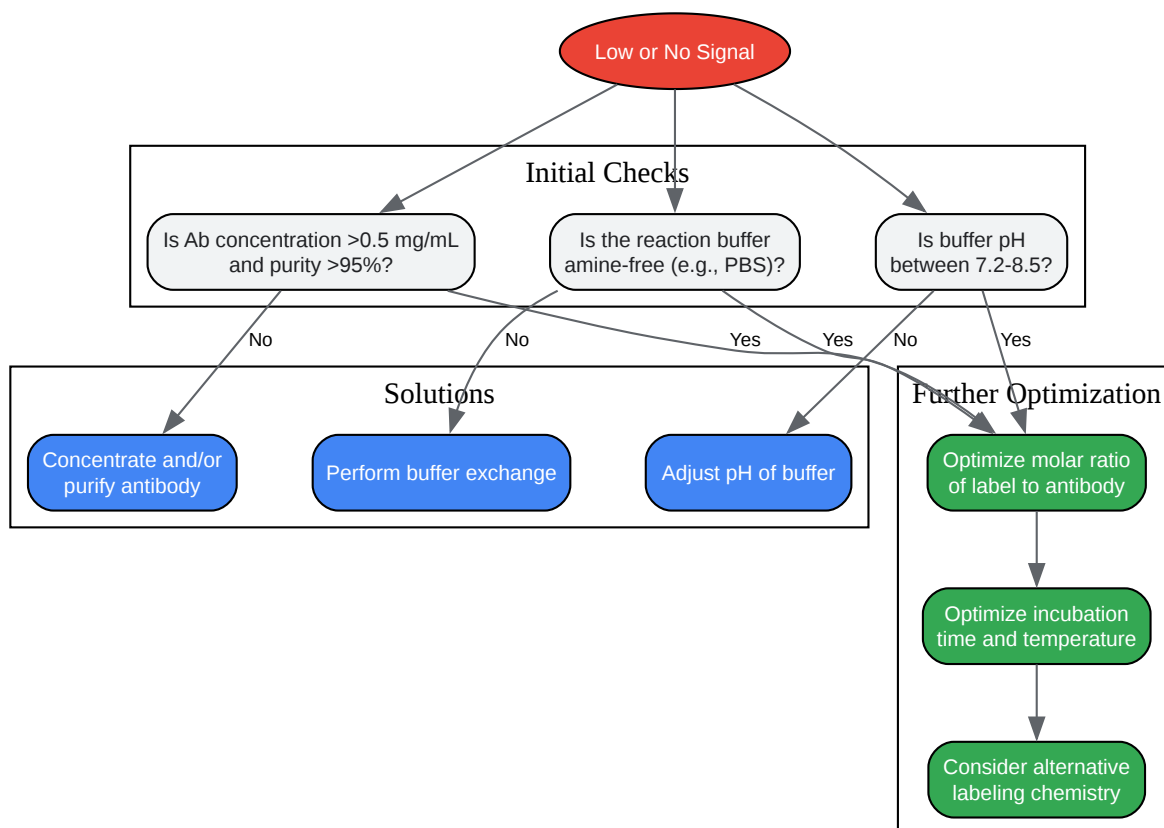 Low or No Signal
Initial Checks
Is Ab concentration >0.5 mg/mL
and purity >95%?
Is the reaction buffer
amine-free (e.g., PBS)?
Is buffer pH
between 7.2-8.5?
No
No
Yes
Yes
No
Yes
Solutions
Further Optimization
Concentrate and/or
purify antibody
Perform buffer exchange
Adjust pH of buffer
Optimize molar ratio
of label to antibody
Optimize incubation
time and temperature
Consider alternative
labeling chemistry